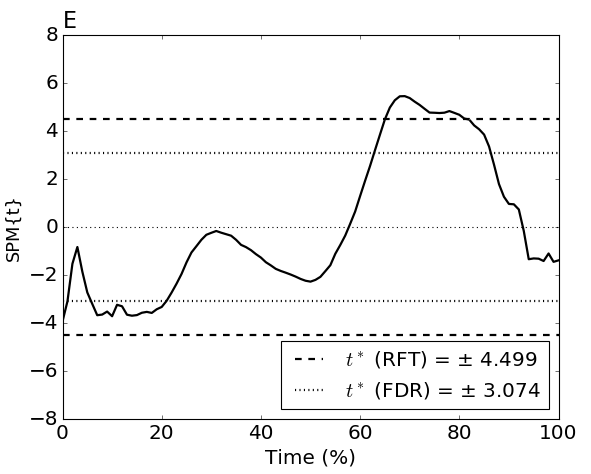 E
8
6
4
2
0
−2
−4
−6
−8
SPM{t}
t* (RFT) = ± 4.499
t* (FDR) = ± 3.074
0 20 40 60 80 100
Time (%)